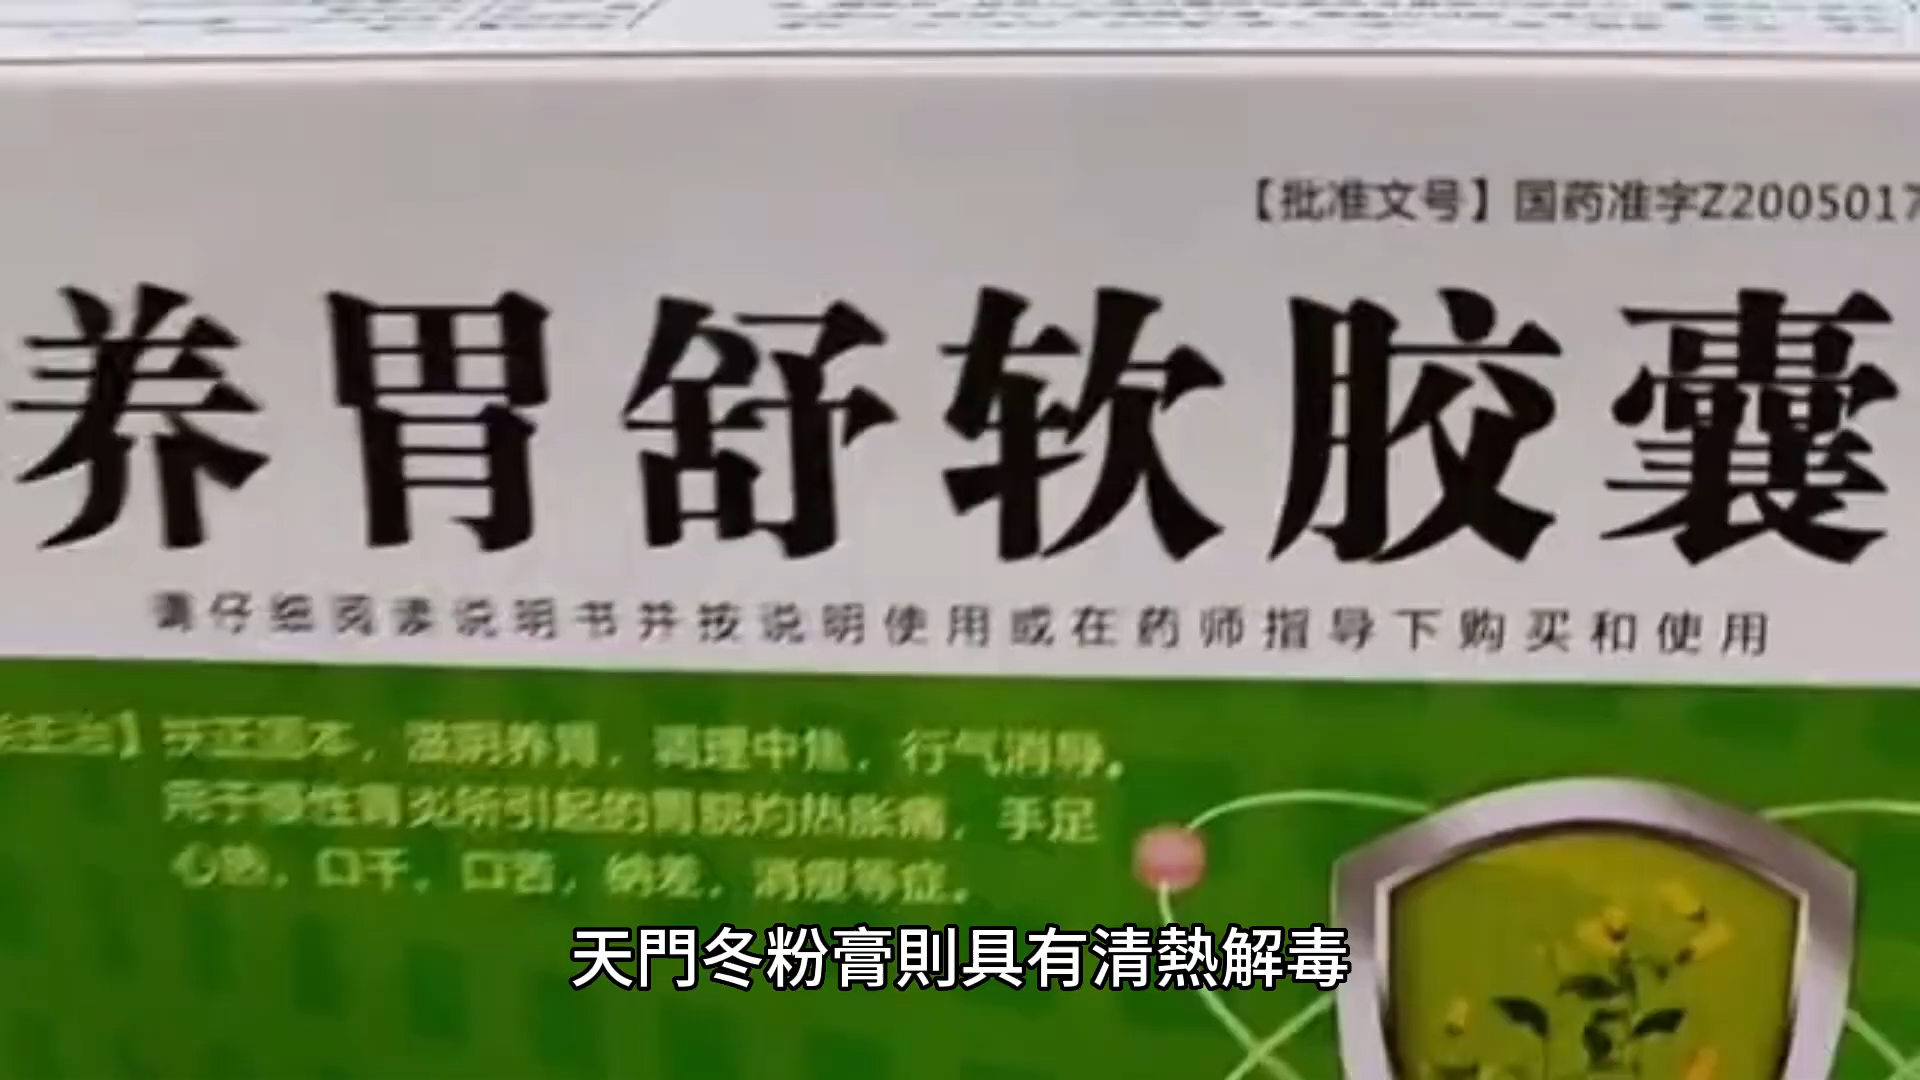 【批准文号】国药准字Z2005017
养胃舒软胶囊
请仔细阅读说明书并按说明使用或在药师指导下购买和使用
主治】扶正固本，滋阴养胃，调理中焦，行气消导。
用于慢性胃炎所引起的胃脘灼热胀痛，手足
心热，口干，口苦，纳差，消瘦等症。
天門冬粉膏則具有清熱解毒